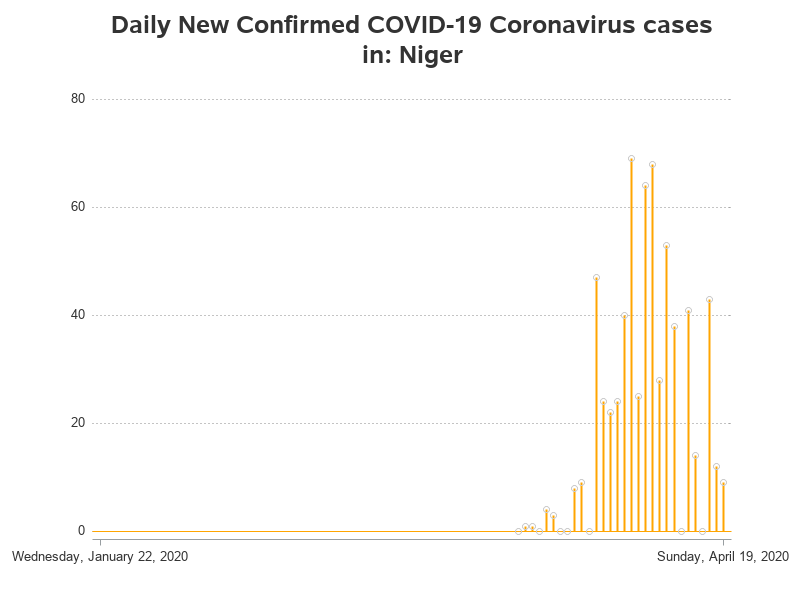 Daily New Confirmed COVID-19 Coronavirus cases
in: Niger
80
60
40
20
0
Wednesday, January 22, 2020
Sunday, April 19, 2020